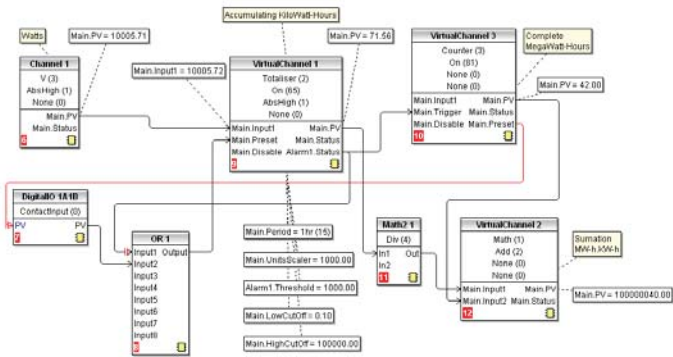 Accumulating KiloWatt-Hours
Watts
Main.PV = 10005.71
Main.PV = 71.56
Complete
MegaWatt-Hours
Channel 1
V (3)
AbsHigh (1)
None (0)
Main.PV
Main.Status
6
Main.Input1 = 10005.72
VirtualChannel 1
Totaliser (2)
On (65)
AbsHigh (1)
None (0)
Main.Input1 Main.PV
Main.Preset Main.Status
Main.Disable Alarm1.Status
9
VirtualChannel 3
Counter (3)
On (81)
None (0)
None (0)
Main.Input1 Main.PV
Main.Trigger Main.Status
Main.Disable Main.Preset
10
Main.PV = 42.00
DigitalIO 1A1B
ContactInput (0)
PV PV
7
OR 1
Input1 Output
Input2
Input3
Input4
Input5
Input6
Input7
Input8
8
Main.Period = 1hr (15)
Main.UnitsScaler = 1000.00
Alarm1.Threshold = 1000.00
Main.LowCutOff = 0.10
Main.HighCutOff = 100000.00
Math2 1
Div (4)
In1 Out
In2
11
VirtualChannel 2
Math (1)
Add (2)
None (0)
None (0)
Main.Input1 Main.PV
Main.Input2 Main.Status
12
Sumation
MW-h.kW-h
Main.PV = 100000040.00